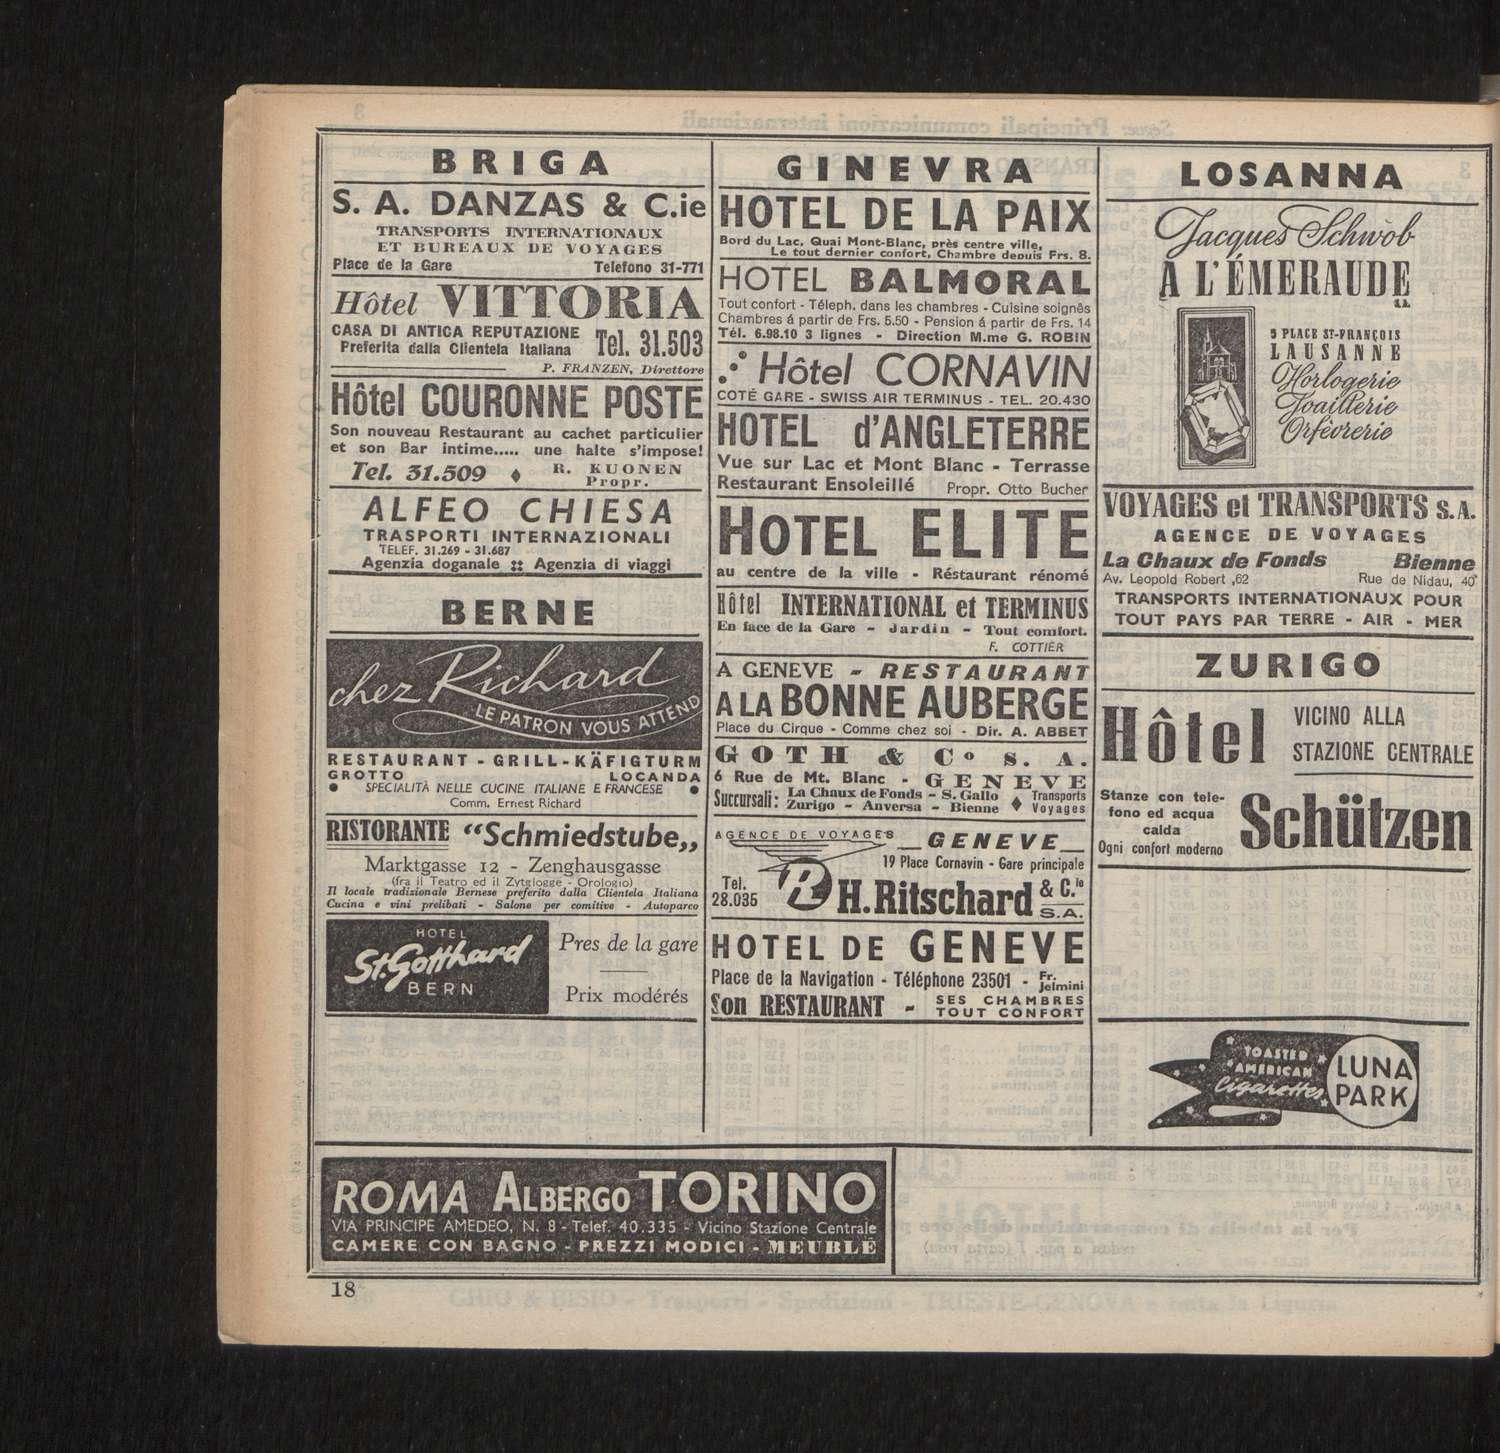 BRIGA
S. A. DANZAS & C.ie
TRANSPORTS INTERNATIONAUX
ET BUREAUX DE VOYAGES
Place de la Gare Telefono 31-771
Hôtel VITTORIA
CASA DI ANTICA REPUTAZIONE
Preferita dalla Clientela Italiana Tel. 31.503
P. FRANZEN, Direttore
Hôtel COURONNE POSTE
Son nouveau Restaurant au cachet particulier
et son Bar intime..... une halte s'impose!
Tel. 31.509 ♦ R. KUONEN
Propr.
ALFEO CHIESA
TRASPORTI INTERNAZIONALI
TELEF. 31.269 - 31.687
Agenzia doganale :: Agenzia di viaggi
BERNE
chez Richard
LE PATRON VOUS ATTEND
RESTAURANT - GRILL - KÄFIGTURM
GROTTO LOCANDA
● SPECIALITÀ NELLE CUCINE ITALIANE E FRANCESE ●
Comm. Ernest Richard
RISTORANTE “Schmiedstube„
Marktgasse 12 - Zenghausgasse
(fra il Teatro ed il Zytglogge - Orologio)
Il locale tradizionale Bernese preferito dalla Clientela Italiana
Cucina e vini prelibati - Salone per comitive - Autoparco
HOTEL
St. Gotthard
BERN
Pres de la gare
Prix modérés
GINEVRA
HOTEL DE LA PAIX
Bord du Lac, Quai Mont-Blanc, près centre ville,
Le tout dernier confort, Chambre depuis Frs. 8.
HOTEL BALMORAL
Tout confort - Téleph. dans les chambres - Cuisine soignês
Chambres á partir de Frs. 5.50 - Pension á partir de Frs. 14
Tél. 6.98.10 3 lignes - Direction M.me G. ROBIN
Hôtel CORNAVIN
COTÉ GARE - SWISS AIR TERMINUS - TEL. 20.430
HOTEL d'ANGLETERRE
Vue sur Lac et Mont Blanc - Terrasse
Restaurant Ensoleillé Propr. Otto Bucher
HOTEL ELITE
au centre de la ville - Réstaurant rénomé
Hôtel INTERNATIONAL et TERMINUS
En face de la Gare - Jardin - Tout comfort.
F. COTTIER
A GENEVE - RESTAURANT
A LA BONNE AUBERGE
Place du Cirque - Comme chez soi - Dir. A. ABBET
GOTH & Co S. A.
6 Rue de Mt. Blanc - GENEVE
Succursali: La Chaux de Fonds - S. Gallo ♦ Transports
Zurigo - Anversa - Bienne Voyages
AGENCE DE VOYAGES - GENEVE -
19 Place Cornavin - Gare principale
Tel.
28.035 R H. Ritschard & C.ie
S.A.
HOTEL DE GENEVE
Place de la Navigation - Téléphone 23501 - Fr.
Jelmini
Son RESTAURANT - SES CHAMBRES
TOUT CONFORT
LOSANNA
Jacques Schwob
A L'ÉMERAUDE
S.A.
5 PLACE ST-FRANÇOIS
LAUSANNE
Horlogerie
Joaillerie
Orfèvrerie
VOYAGES et TRANSPORTS S.A.
AGENCE DE VOYAGES
La Chaux de Fonds Bienne
Av. Leopold Robert ,62 Rue de Nidau, 40
TRANSPORTS INTERNATIONAUX POUR
TOUT PAYS PAR TERRE - AIR - MER
ZURIGO
Hôtel VICINO ALLA
STAZIONE CENTRALE
Stanze con tele-
fono ed acqua
calda
Ogni confort moderno
Schützen
TOASTED
AMERICAN
Cigarettes
LUNA
PARK
ROMA ALBERGO TORINO
VIA PRINCIPE AMEDEO, N. 8 - Telef. 40.335 - Vicino Stazione Centrale
CAMERE CON BAGNO - PREZZI MODICI - MEUBLÉ
18